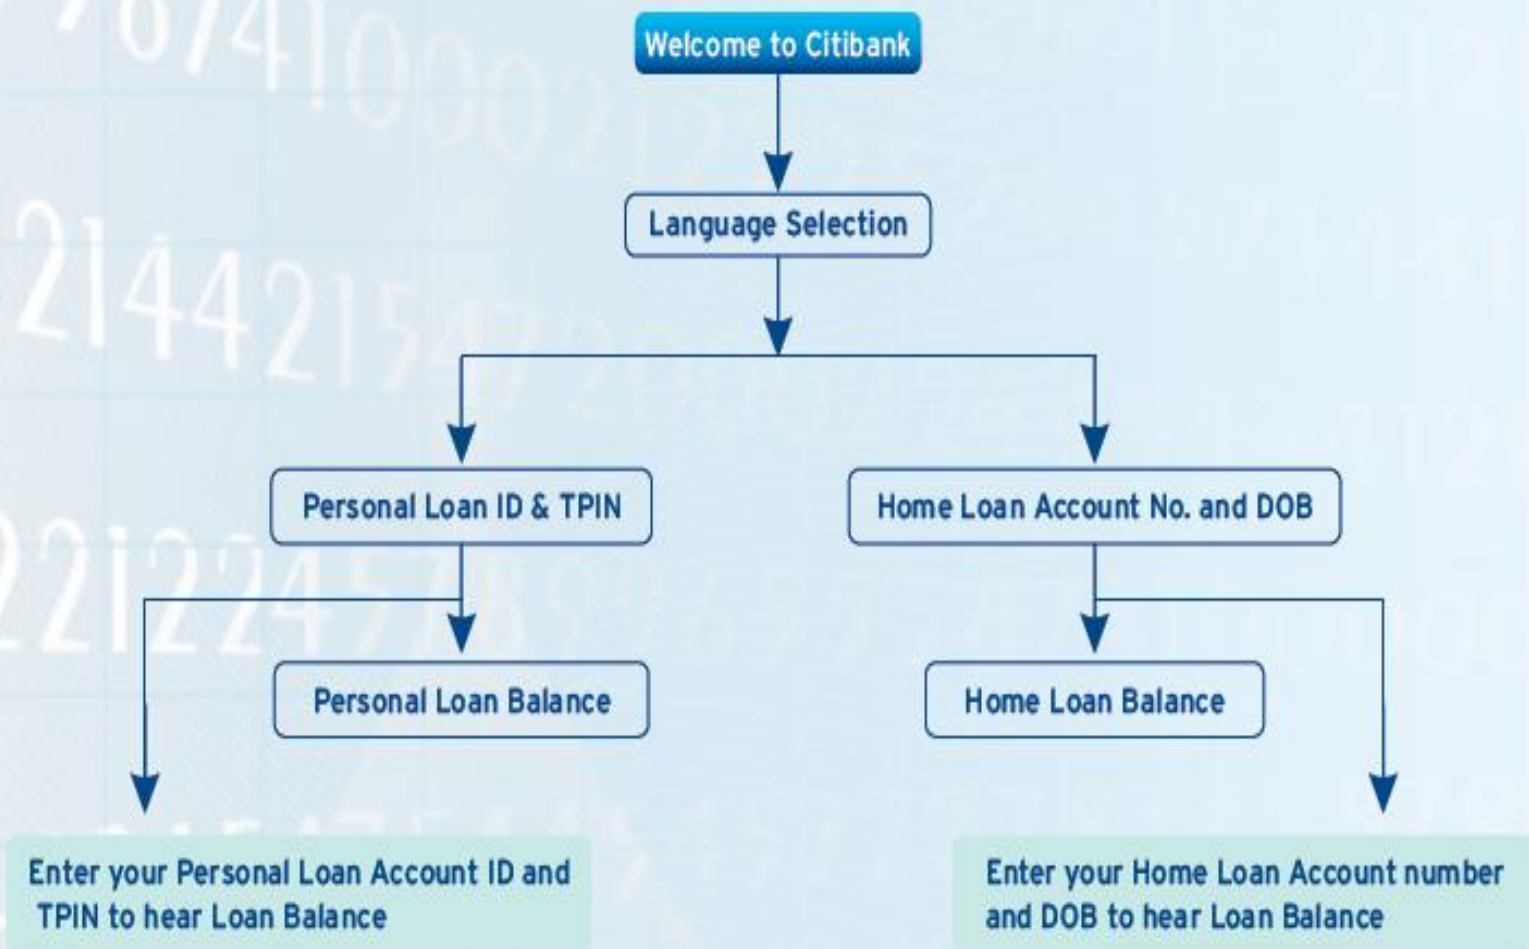 Welcome to Citibank
Language Selection
Personal Loan ID & TPIN
Home Loan Account No. and DOB
Personal Loan Balance
Home Loan Balance
Enter your Personal Loan Account ID and
TPIN to hear Loan Balance
Enter your Home Loan Account number
and DOB to hear Loan Balance